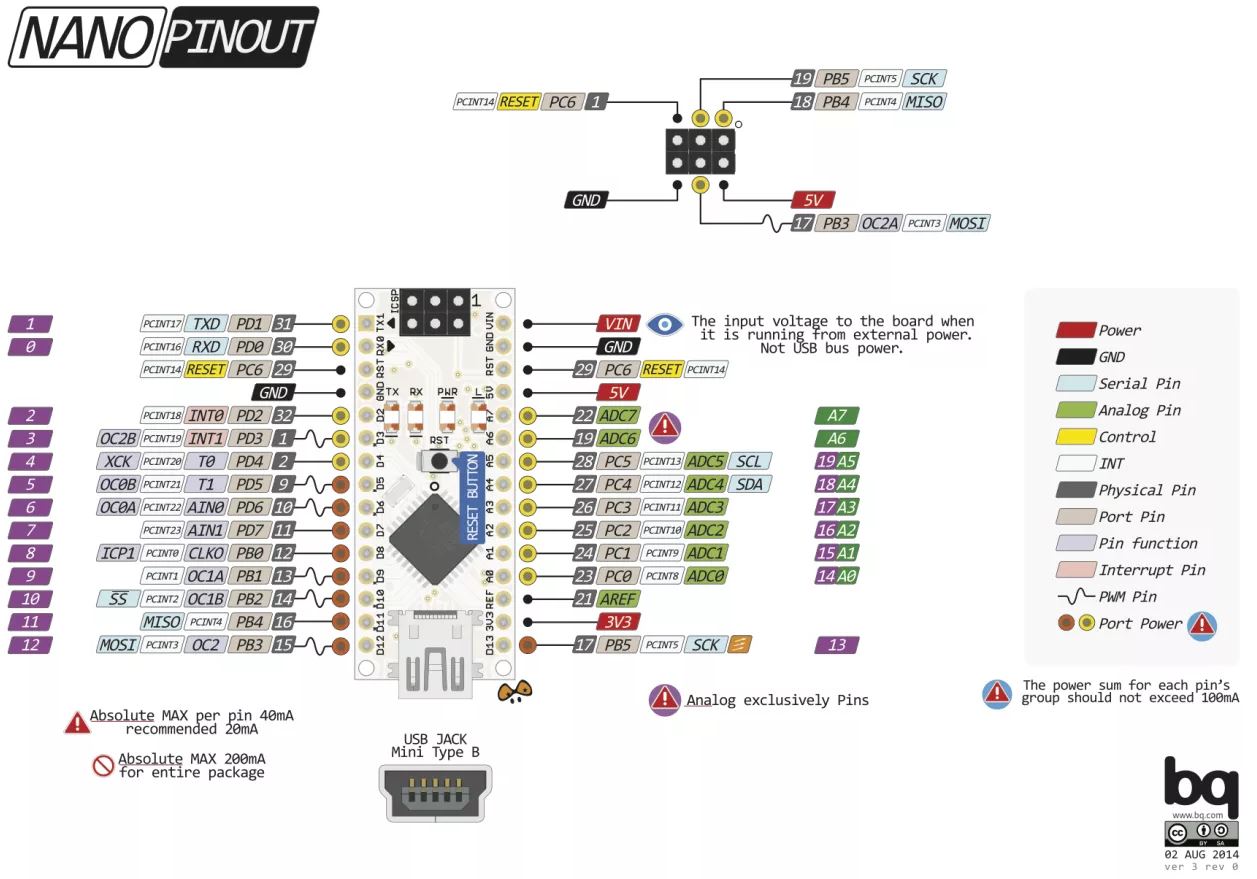 NANO PINOUT
19 PB5 PCINT5 SCK
PCINT14 RESET PC6 1
18 PB4 PCINT4 MISO
GND
5V
17 PB3 OC2A PCINT3 MOSI
1 PCINT17 TXD PD1 31
0 PCINT16 RXD PD0 30
PCINT14 RESET PC6 29
GND
2 PCINT18 INT0 PD2 32
3 OC2B PCINT19 INT1 PD3 1
4 XCK PCINT20 T0 PD4 2
5 OC0B PCINT21 T1 PD5 9
6 OC0A PCINT22 AIN0 PD6 10
7 PCINT23 AIN1 PD7 11
8 ICP1 PCINT0 CLKO PB0 12
9 PCINT1 OC1A PB1 13
10 SS PCINT2 OC1B PB2 14
11 MISO PCINT4 PB4 16
12 MOSI PCINT3 OC2 PB3 15
ICSP
1
TX1
RX0
RST
GND
D2
D3
D4
D5
D6
D7
D8
D9
D10
D11
D12
VIN
GND
RST
5V
A7
A6
A5
A4
A3
A2
A1
A0
REF
3V3
D13
TX RX PWR L
RST
RESET BUTTON
VIN
The input voltage to the board when
it is running from external power.
Not USB bus power.
GND
29 PC6 RESET PCINT14
5V
22 ADC7 A7
19 ADC6 A6
28 PC5 PCINT13 ADC5 SCL 19 A5
27 PC4 PCINT12 ADC4 SDA 18 A4
26 PC3 PCINT11 ADC3 17 A3
25 PC2 PCINT10 ADC2 16 A2
24 PC1 PCINT9 ADC1 15 A1
23 PC0 PCINT8 ADC0 14 A0
21 AREF
3V3
17 PB5 PCINT5 SCK 13
Power
GND
Serial Pin
Analog Pin
Control
INT
Physical Pin
Port Pin
Pin function
Interrupt Pin
PWM Pin
Port Power
Absolute MAX per pin 40mA
recommended 20mA
Absolute MAX 200mA
for entire package
USB JACK
Mini Type B
Analog exclusively Pins
The power sum for each pin's
group should not exceed 100mA
bq
www.bq.com
cc BY SA
02 AUG 2014
ver 3 rev 0